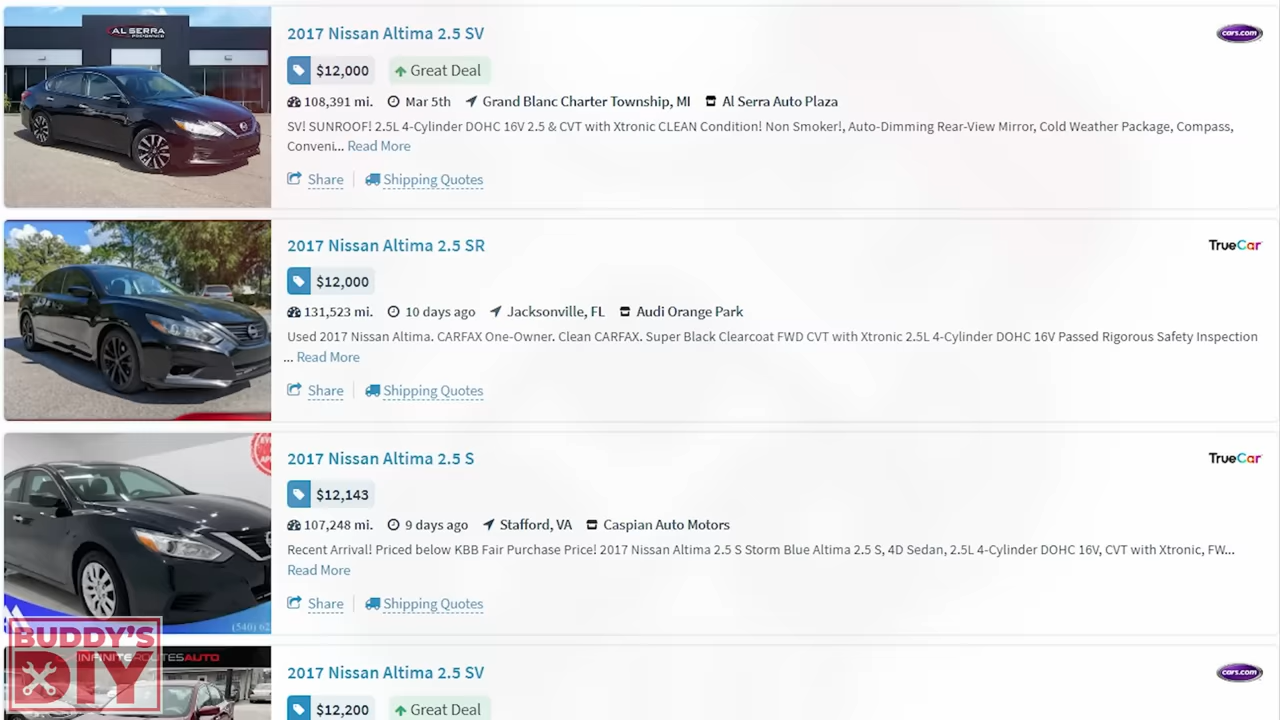 AL SERRA
2017 Nissan Altima 2.5 SV
cars.com
$12,000
Great Deal
108,391 mi.
Mar 5th
Grand Blanc Charter Township, MI
Al Serra Auto Plaza
SV! SUNROOF! 2.5L 4-Cylinder DOHC 16V 2.5 & CVT with Xtronic CLEAN Condition! Non Smoker!, Auto-Dimming Rear-View Mirror, Cold Weather Package, Compass,
Conveni... Read More
Share
Shipping Quotes
2017 Nissan Altima 2.5 SR
TrueCar
$12,000
131,523 mi.
10 days ago
Jacksonville, FL
Audi Orange Park
Used 2017 Nissan Altima. CARFAX One-Owner. Clean CARFAX. Super Black Clearcoat FWD CVT with Xtronic 2.5L 4-Cylinder DOHC 16V Passed Rigorous Safety Inspection
... Read More
Share
Shipping Quotes
2017 Nissan Altima 2.5 S
TrueCar
$12,143
107,248 mi.
9 days ago
Stafford, VA
Caspian Auto Motors
Recent Arrival! Priced below KBB Fair Purchase Price! 2017 Nissan Altima 2.5 S Storm Blue Altima 2.5 S, 4D Sedan, 2.5L 4-Cylinder DOHC 16V, CVT with Xtronic, FW...
Read More
Share
Shipping Quotes
(540) 62
BUDDY'S
DIY
2017 Nissan Altima 2.5 SV
cars.com
$12,200
Great Deal